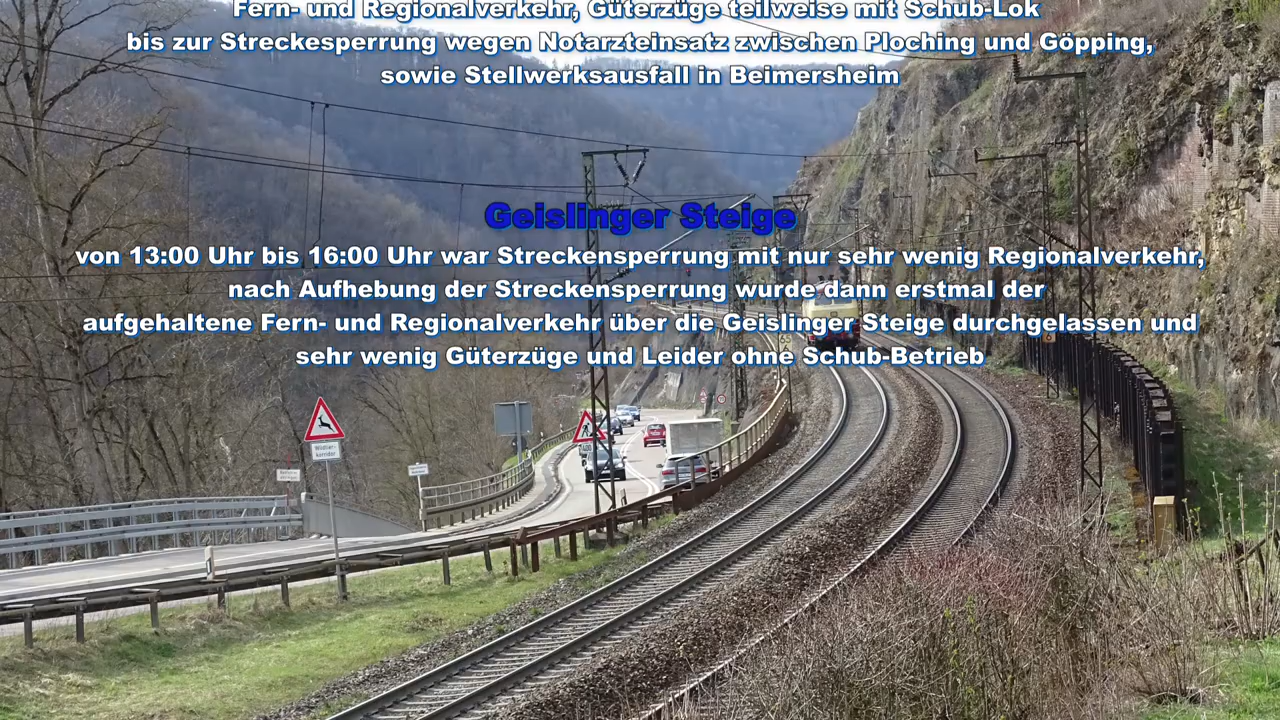 Fern- und Regionalverkehr, Güterzüge teilweise mit Schub-Lok
bis zur Streckesperrung wegen Notarzteinsatz zwischen Ploching und Göpping,
sowie Stellwerksausfall in Beimersheim
Geislinger Steige
von 13:00 Uhr bis 16:00 Uhr war Streckensperrung mit nur sehr wenig Regionalverkehr,
nach Aufhebung der Streckensperrung wurde dann erstmal der
aufgehaltene Fern- und Regionalverkehr über die Geislinger Steige durchgelassen und
sehr wenig Güterzüge und Leider ohne Schub-Betrieb
Wildtier-
korridor